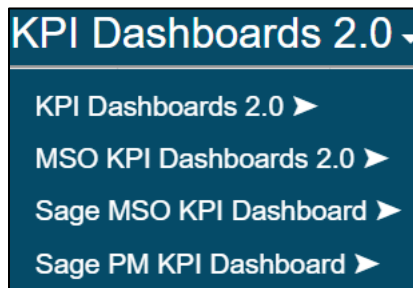 KPI Dashboards 2.0
KPI Dashboards 2.0 ➤
MSO KPI Dashboards 2.0 ➤
Sage MSO KPI Dashboard ➤
Sage PM KPI Dashboard ➤